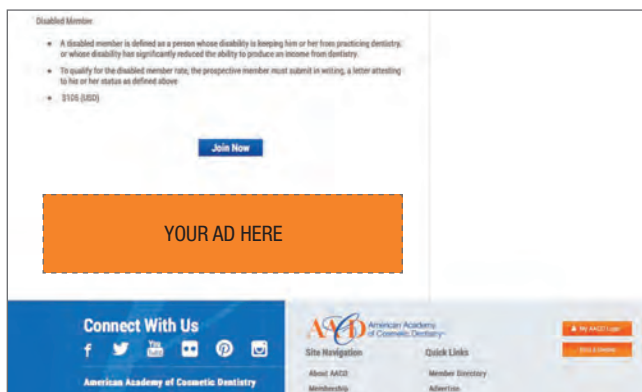 Disabled Member
A disabled member is defined as a person whose disability is keeping him or her from practicing dentistry,
or whose disability has significantly reduced the ability to produce an income from dentistry.
To qualify for the disabled member rate, the prospective member must submit in writing, a letter attesting
to his or her status as defined above
(USD)
Join Now
YOUR AD HERE
Connect With Us
American Academy of Cosmetic Dentistry
AACD American Academy
of Cosmetic Dentistry
Site Navigation
About AACD
Membership
Quick Links
Member Directory
Advertise
My AACD Login